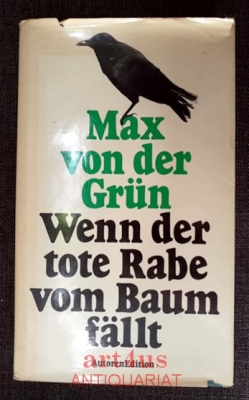 Max
von der
Grün
Wenn der
tote Rabe
vom Baum
fällt
AutorenEdition
art4us
ANTIQUARIAT